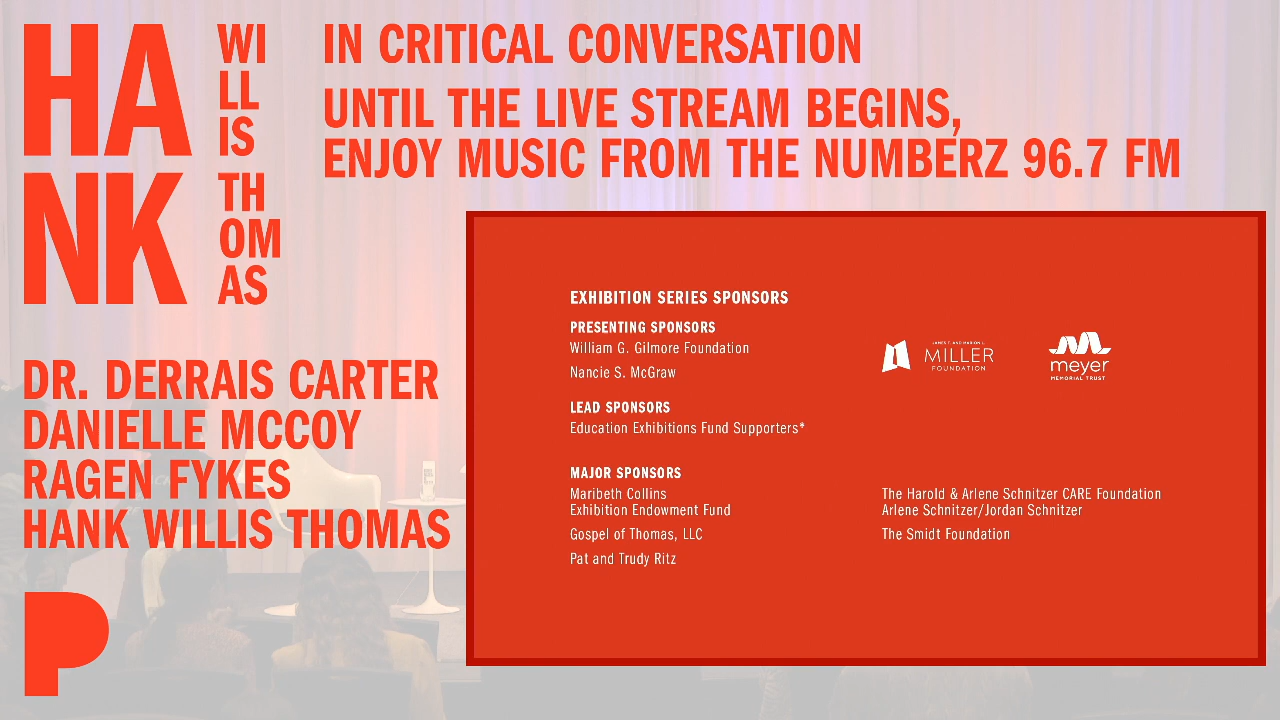 HA
NK
WI
LL
IS
TH
OM
AS
IN CRITICAL CONVERSATION
UNTIL THE LIVE STREAM BEGINS,
ENJOY MUSIC FROM THE NUMBERZ 96.7 FM
DR. DERRAIS CARTER
DANIELLE MCCOY
RAGEN FYKES
HANK WILLIS THOMAS
P
EXHIBITION SERIES SPONSORS
PRESENTING SPONSORS
William G. Gilmore Foundation
Nancie S. McGraw
JAMES F. AND MARION L.
MILLER
FOUNDATION
meyer
MEMORIAL TRUST
LEAD SPONSORS
Education Exhibitions Fund Supporters*
MAJOR SPONSORS
Maribeth Collins
Exhibition Endowment Fund
Gospel of Thomas, LLC
Pat and Trudy Ritz
The Harold & Arlene Schnitzer CARE Foundation
Arlene Schnitzer/Jordan Schnitzer
The Smidt Foundation